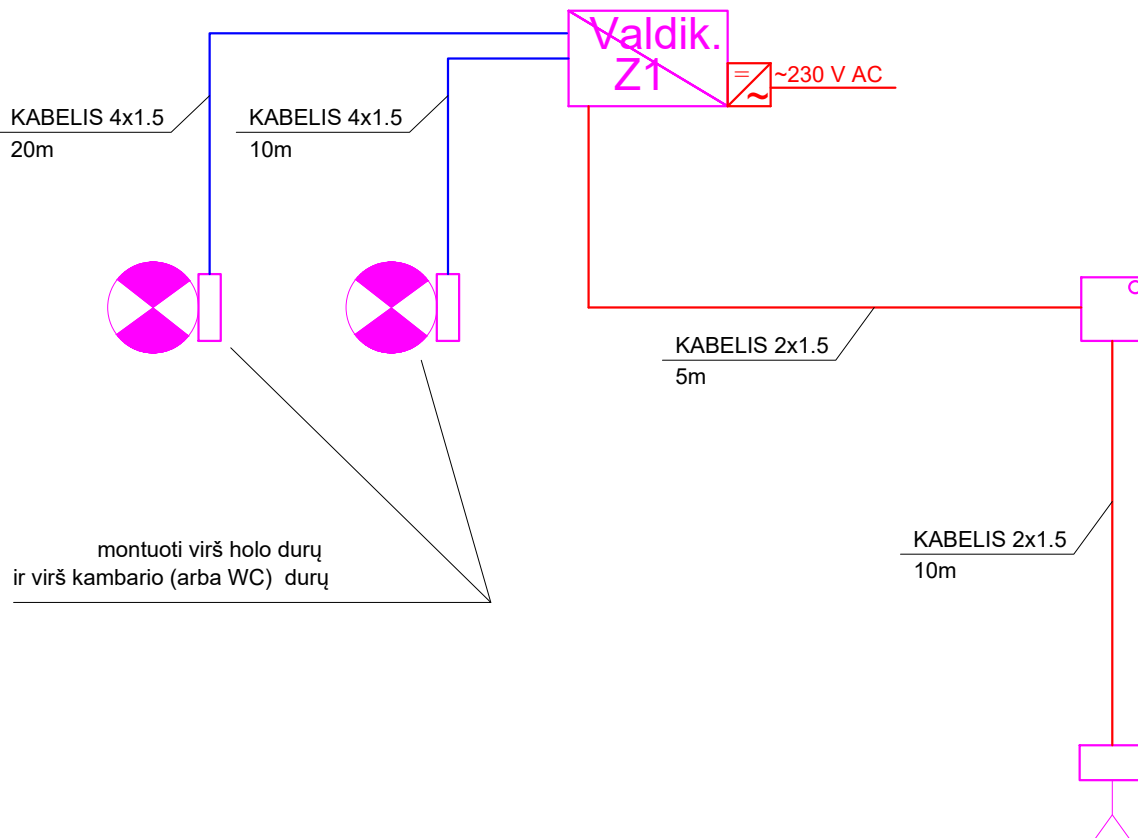 Valdik.
Z1
=
~
~230 V AC
KABELIS 4x1.5
20m
KABELIS 4x1.5
10m
KABELIS 2x1.5
5m
KABELIS 2x1.5
10m
montuoti virš holo durų
ir virš kambario (arba WC) durų